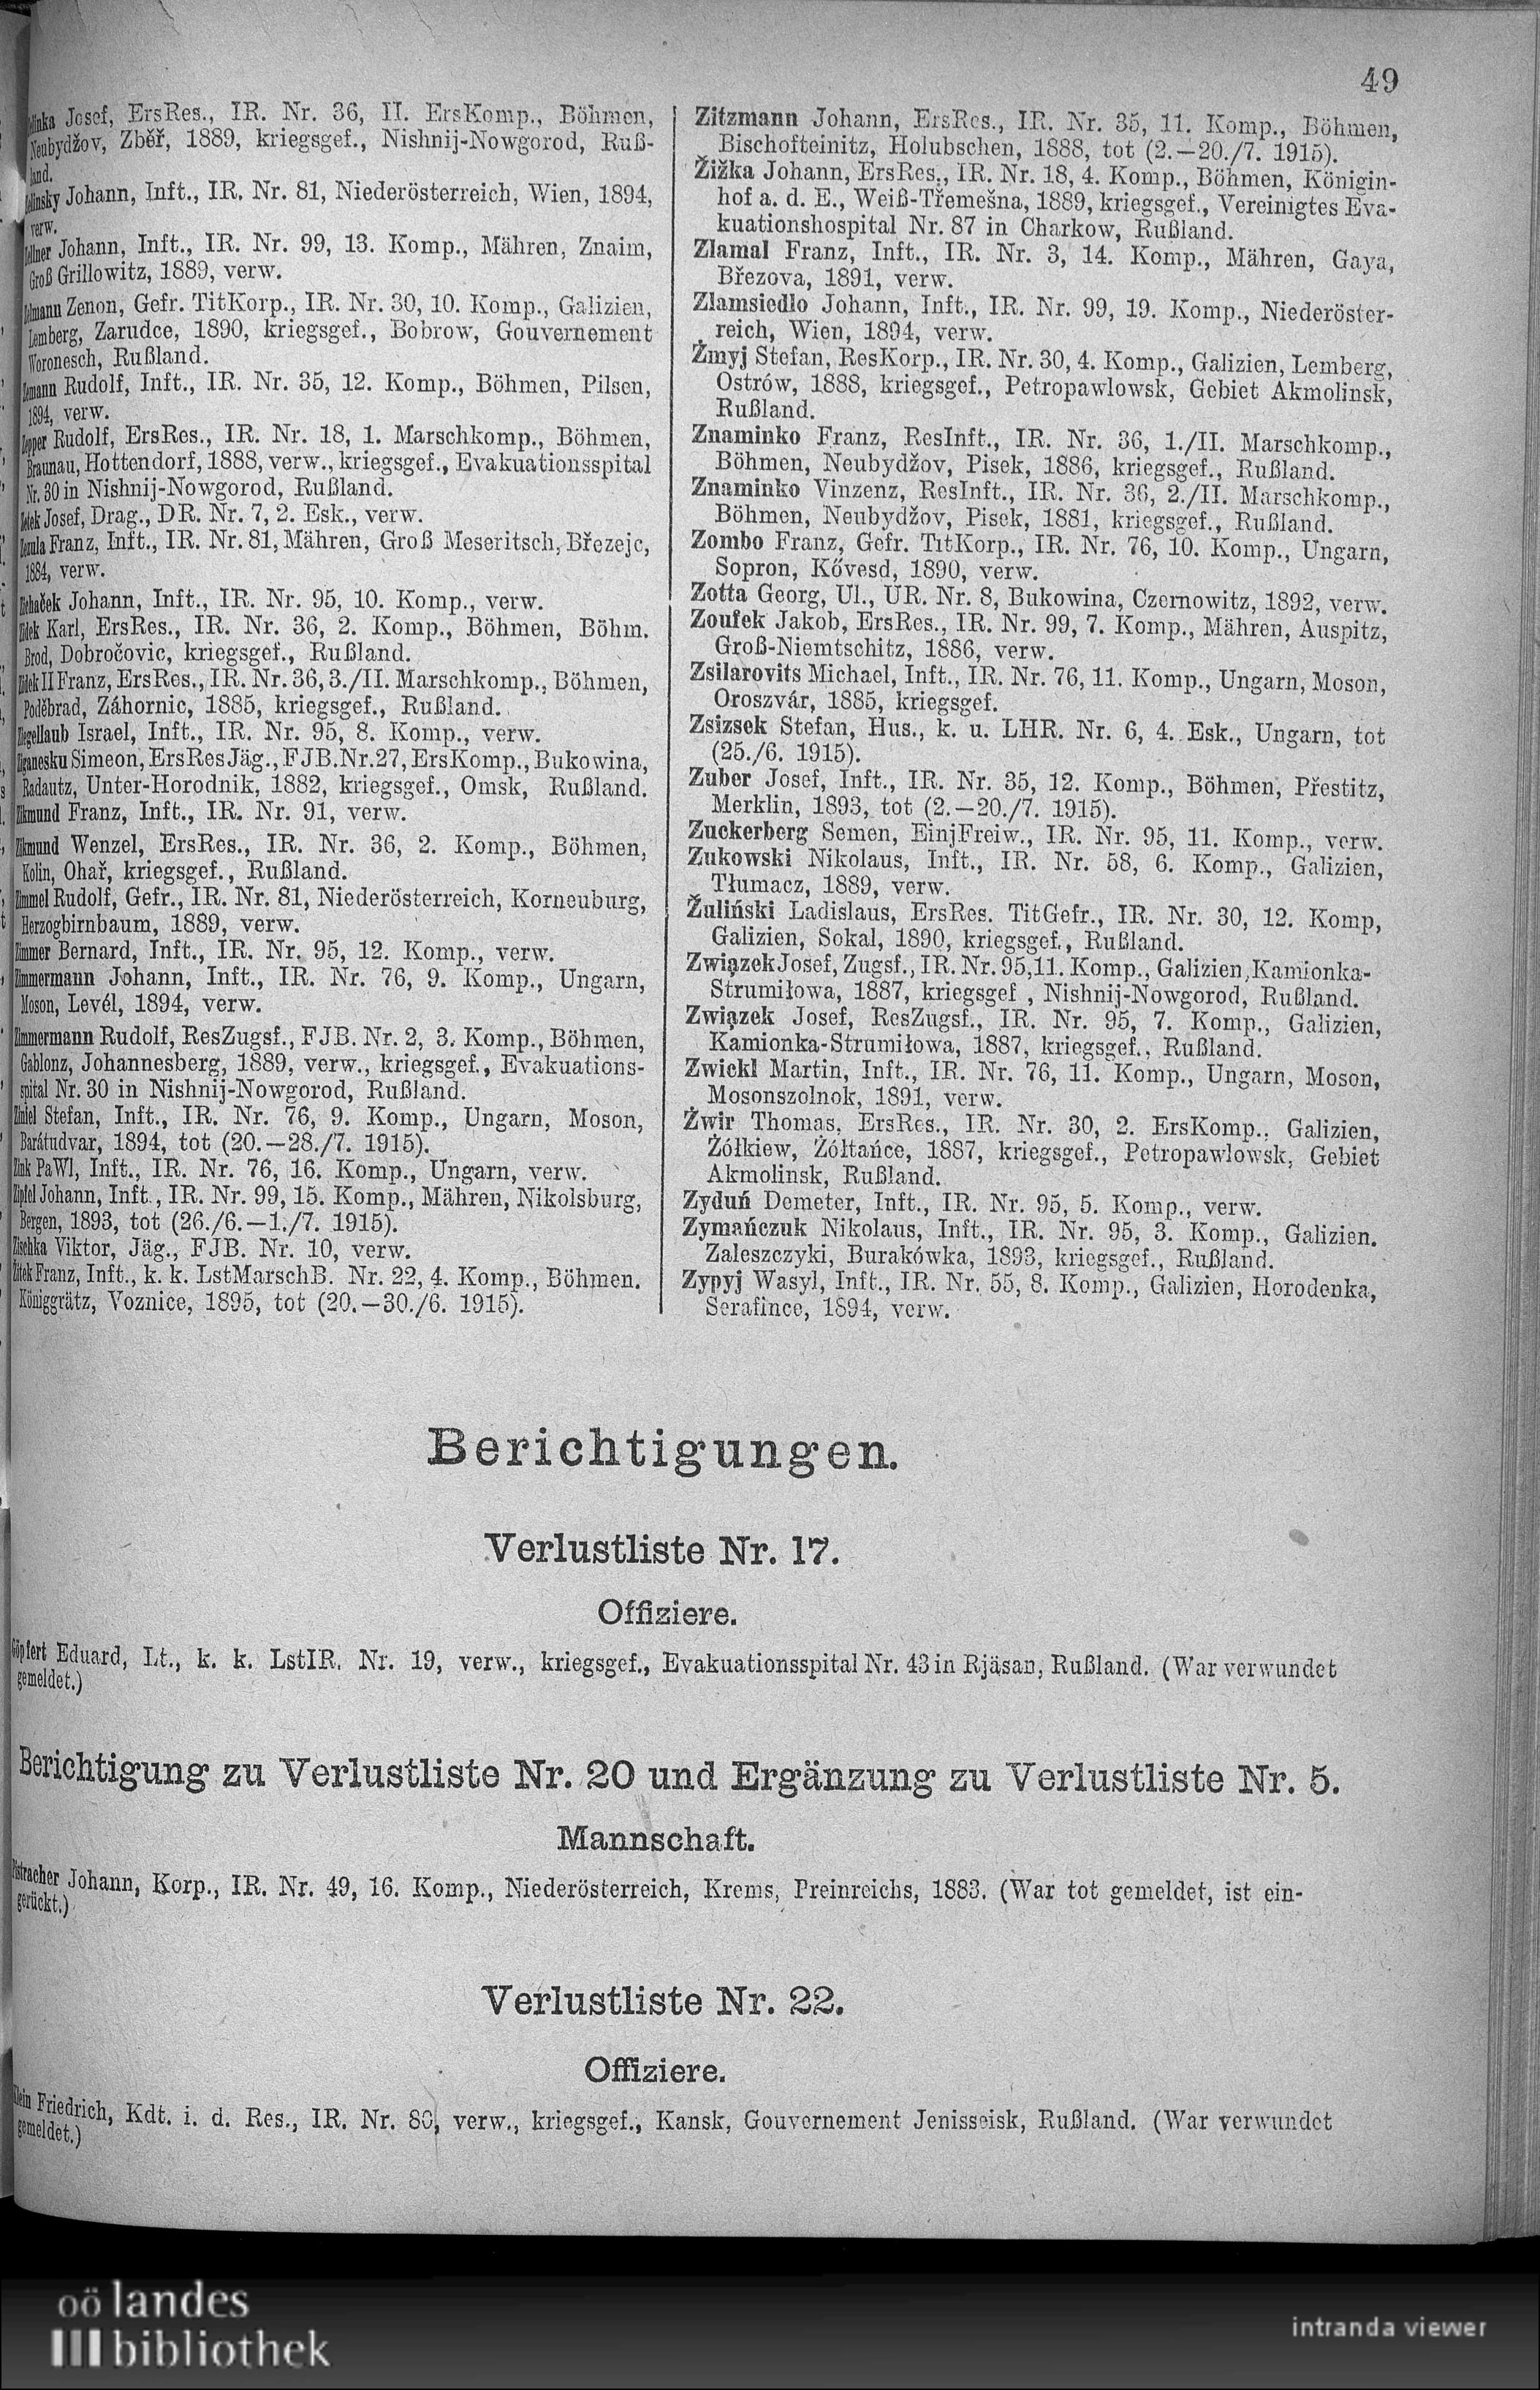 49
Josef, ErsRes., IR. Nr. 36, II. ErsKomp., Böhmen,
Neubydžov, Zběř, 1889, kriegsgef., Nishnij-Nowgorod, Ruß-
land.
Johann, Inft., IR. Nr. 81, Niederösterreich, Wien, 1894,
verw.
Johann, Inft., IR. Nr. 99, 13. Komp., Mähren, Znaim,
Groß Grillowitz, 1889, verw.
Zenon, Gefr. TitKorp., IR. Nr. 30, 10. Komp., Galizien,
Lemberg, Zarudce, 1890, kriegsgef., Bobrow, Gouvernement
Woronesch, Rußland.
Rudolf, Inft., IR. Nr. 35, 12. Komp., Böhmen, Pilsen,
1894, verw.
Rudolf, ErsRes., IR. Nr. 18, 1. Marschkomp., Böhmen,
Braunau, Hottendorf, 1888, verw., kriegsgef., Evakuationsspital
Nr. 30 in Nishnij-Nowgorod, Rußland.
Josef, Drag., DR. Nr. 7, 2. Esk., verw.
Franz, Inft., IR. Nr. 81, Mähren, Groß Meseritsch, Březejc,
1884, verw.
Johann, Inft., IR. Nr. 95, 10. Komp., verw.
Karl, ErsRes., IR. Nr. 36, 2. Komp., Böhmen, Böhm.
Brod, Dobročovic, kriegsgef., Rußland.
II Franz, ErsRes., IR. Nr. 36, 3./II. Marschkomp., Böhmen,
Poděbrad, Záhornic, 1885, kriegsgef., Rußland.
Israel, Inft., IR. Nr. 95, 8. Komp., verw.
Simeon, ErsResJäg., FJB. Nr. 27, ErsKomp., Bukowina,
Radautz, Unter-Horodnik, 1882, kriegsgef., Omsk, Rußland.
Zikmund Franz, Inft., IR. Nr. 91, verw.
Zikmund Wenzel, ErsRes., IR. Nr. 36, 2. Komp., Böhmen,
Kolin, Ohař, kriegsgef., Rußland.
Zimmel Rudolf, Gefr., IR. Nr. 81, Niederösterreich, Korneuburg,
Herzogbirnbaum, 1889, verw.
Zimmer Bernard, Inft., IR. Nr. 95, 12. Komp., verw.
Zimmermann Johann, Inft., IR. Nr. 76, 9. Komp., Ungarn,
Moson, Levél, 1894, verw.
Zimmermann Rudolf, ResZugsf., FJB. Nr. 2, 3. Komp., Böhmen,
Gablonz, Johannesberg, 1889, verw., kriegsgef., Evakuations-
spital Nr. 30 in Nishnij-Nowgorod, Rußland.
Stefan, Inft., IR. Nr. 76, 9. Komp., Ungarn, Moson,
Barátudvar, 1894, tot (20.—28./7. 1915).
Zink PaWl, Inft., IR. Nr. 76, 16. Komp., Ungarn, verw.
Zipfel Johann, Inft., IR. Nr. 99, 15. Komp., Mähren, Nikolsburg,
Bergen, 1893, tot (26./6.—1./7. 1915).
Zischka Viktor, Jäg., FJB. Nr. 10, verw.
Franz, Inft., k. k. LstMarschB. Nr. 22, 4. Komp., Böhmen.
Königgrätz, Voznice, 1895, tot (20.—30./6. 1915).
Zitzmann Johann, ErsRes., IR. Nr. 35, 11. Komp., Böhmen,
Bischofteinitz, Holubschen, 1888, tot (2.—20./7. 1915).
Žižka Johann, ErsRes., IR. Nr. 18, 4. Komp., Böhmen, Königin-
hof a. d. E., Weiß-Třemešna, 1889, kriegsgef., Vereinigtes Eva-
kuationshospital Nr. 87 in Charkow, Rußland.
Zlamal Franz, Inft., IR. Nr. 3, 14. Komp., Mähren, Gaya,
Březova, 1891, verw.
Zlamsiedlo Johann, Inft., IR. Nr. 99, 19. Komp., Niederöster-
reich, Wien, 1894, verw.
Żmyj Stefan, ResKorp., IR. Nr. 30, 4. Komp., Galizien, Lemberg,
Ostrów, 1888, kriegsgef., Petropawlowsk, Gebiet Akmolinsk,
Rußland.
Znaminko Franz, ResInft., IR. Nr. 36, 1./II. Marschkomp.,
Böhmen, Neubydžov, Pisek, 1886, kriegsgef., Rußland.
Znaminko Vinzenz, ResInft., IR. Nr. 36, 2./II. Marschkomp.,
Böhmen, Neubydžov, Pisek, 1881, kriegsgef., Rußland.
Zombo Franz, Gefr. TitKorp., IR. Nr. 76, 10. Komp., Ungarn,
Sopron, Kővesd, 1890, verw.
Zotta Georg, Ul., UR. Nr. 8, Bukowina, Czernowitz, 1892, verw.
Zoufek Jakob, ErsRes., IR. Nr. 99, 7. Komp., Mähren, Auspitz,
Groß-Niemtschitz, 1886, verw.
Zsilarovits Michael, Inft., IR. Nr. 76, 11. Komp., Ungarn, Moson,
Oroszvár, 1885, kriegsgef.
Zsizsek Stefan, Hus., k. u. LHR. Nr. 6, 4. Esk., Ungarn, tot
(25./6. 1915).
Zuber Josef, Inft., IR. Nr. 35, 12. Komp., Böhmen, Přestitz,
Merklin, 1893, tot (2.—20./7. 1915).
Zuckerberg Semen, EinjFreiw., IR. Nr. 95, 11. Komp., verw.
Zukowski Nikolaus, Inft., IR. Nr. 58, 6. Komp., Galizien,
Tłumacz, 1889, verw.
Żuliński Ladislaus, ErsRes. TitGefr., IR. Nr. 30, 12. Komp,
Galizien, Sokal, 1890, kriegsgef., Rußland.
Związek Josef, Zugsf., IR. Nr. 95, 11. Komp., Galizien, Kamionka-
Strumiłowa, 1887, kriegsgef , Nishnij-Nowgorod, Rußland.
Związek Josef, ResZugsf., IR. Nr. 95, 7. Komp., Galizien,
Kamionka-Strumiłowa, 1887, kriegsgef., Rußland.
Zwickl Martin, Inft., IR. Nr. 76, 11. Komp., Ungarn, Moson,
Mosonszolnok, 1891, verw.
Żwir Thomas, ErsRes., IR. Nr. 30, 2. ErsKomp., Galizien,
Żółkiew, Żółtańce, 1887, kriegsgef., Petropawlowsk, Gebiet
Akmolinsk, Rußland.
Zyduń Demeter, Inft., IR. Nr. 95, 5. Komp., verw.
Zymańczuk Nikolaus, Inft., IR. Nr. 95, 3. Komp., Galizien.
Zaleszczyki, Burakówka, 1893, kriegsgef., Rußland.
Zypyj Wasyl, Inft., IR. Nr. 55, 8. Komp., Galizien, Horodenka,
Serafince, 1894, verw.
Berichtigungen.
Verlustliste Nr. 17.
Offiziere.
Göpfert Eduard, Lt., k. k. LstIR. Nr. 19, verw., kriegsgef., Evakuationsspital Nr. 43 in Rjäsan, Rußland. (War verwundet
gemeldet.)
Berichtigung zu Verlustliste Nr. 20 und Ergänzung zu Verlustliste Nr. 5.
Mannschaft.
Johann, Korp., IR. Nr. 49, 16. Komp., Niederösterreich, Krems, Preinreichs, 1883. (War tot gemeldet, ist ein-
gerückt.)
Verlustliste Nr. 22.
Offiziere.
Klein Friedrich, Kdt. i. d. Res., IR. Nr. 80, verw., kriegsgef., Kansk, Gouvernement Jenisseisk, Rußland. (War verwundet
gemeldet.)
oö landes
bibliothek
intranda viewer